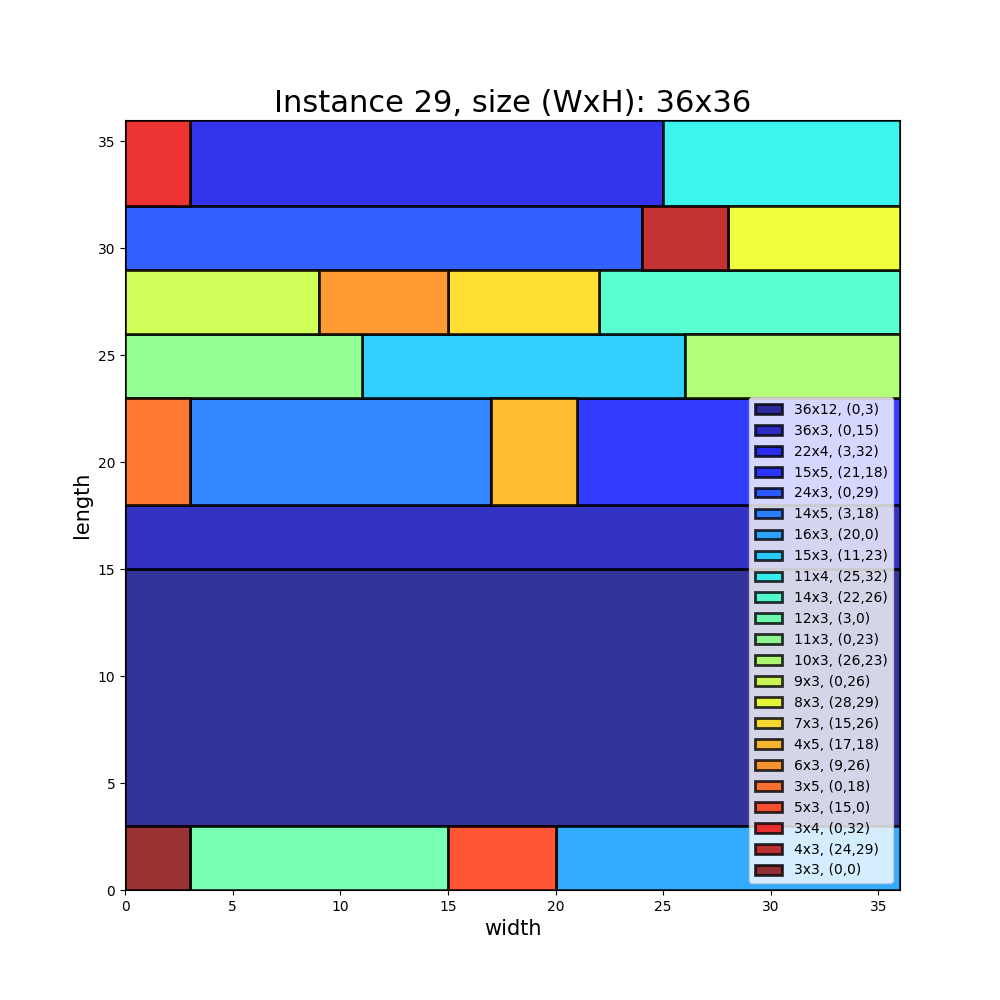 Instance 29, size (WxH): 36x36
length
35
30
25
20
15
10
5
0
36x12, (0,3)
36x3, (0,15)
22x4, (3,32)
15x5, (21,18)
24x3, (0,29)
14x5, (3,18)
16x3, (20,0)
15x3, (11,23)
11x4, (25,32)
14x3, (22,26)
12x3, (3,0)
11x3, (0,23)
10x3, (26,23)
9x3, (0,26)
8x3, (28,29)
7x3, (15,26)
4x5, (17,18)
6x3, (9,26)
3x5, (0,18)
5x3, (15,0)
3x4, (0,32)
4x3, (24,29)
3x3, (0,0)
0 5 10 15 20 25 30 35
width